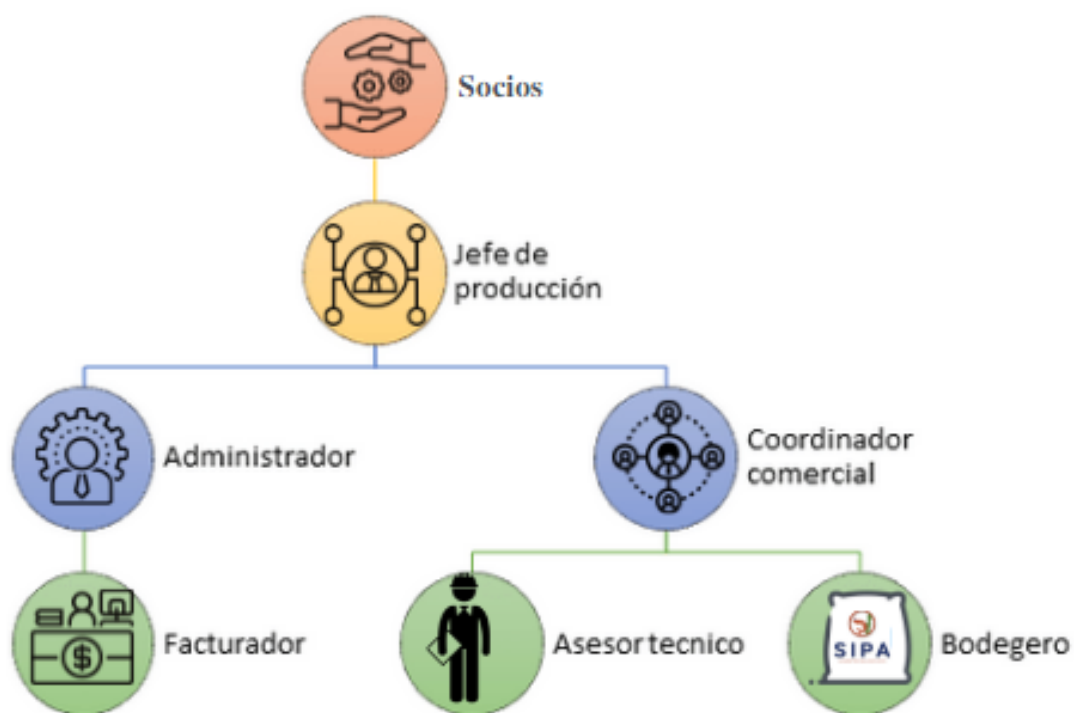 Socios
Jefe de
producción
Administrador
Coordinador
comercial
Facturador
$
Asesor tecnico
SIPA
Bodegero